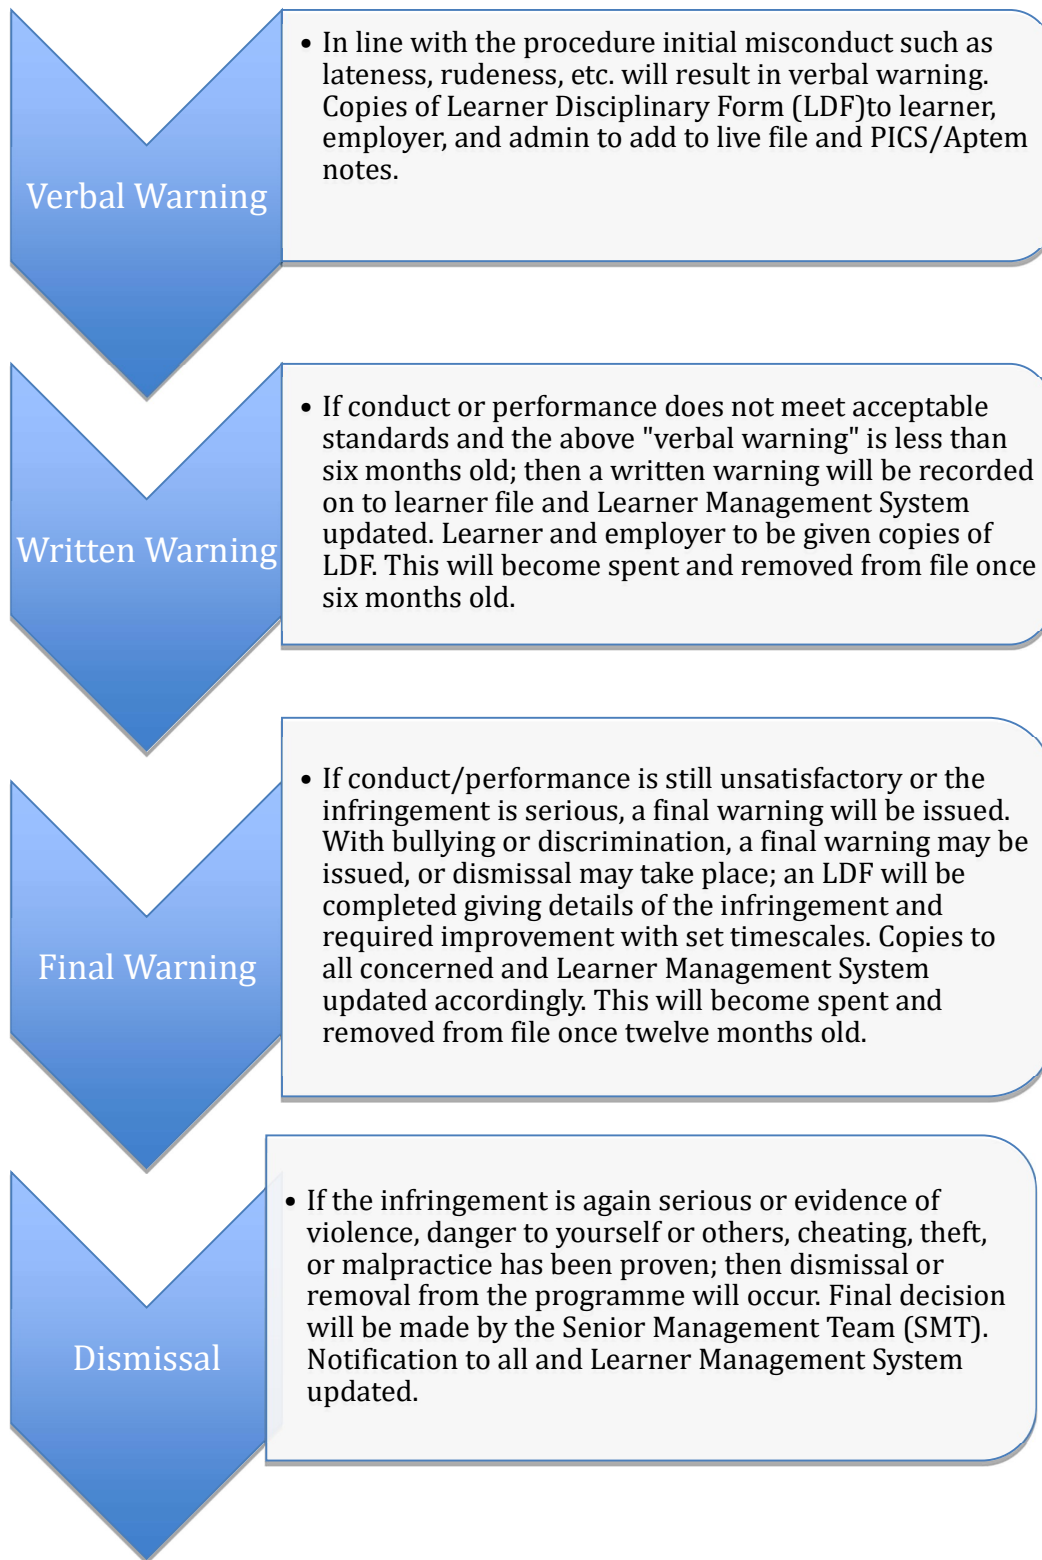 Verbal Warning
• In line with the procedure initial misconduct such as
lateness, rudeness, etc. will result in verbal warning.
Copies of Learner Disciplinary Form (LDF)to learner,
employer, and admin to add to live file and PICS/Aptem
notes.
Written Warning
• If conduct or performance does not meet acceptable
standards and the above "verbal warning" is less than
six months old; then a written warning will be recorded
on to learner file and Learner Management System
updated. Learner and employer to be given copies of
LDF. This will become spent and removed from file once
six months old.
Final Warning
• If conduct/performance is still unsatisfactory or the
infringement is serious, a final warning will be issued.
With bullying or discrimination, a final warning may be
issued, or dismissal may take place; an LDF will be
completed giving details of the infringement and
required improvement with set timescales. Copies to
all concerned and Learner Management System
updated accordingly. This will become spent and
removed from file once twelve months old.
Dismissal
• If the infringement is again serious or evidence of
violence, danger to yourself or others, cheating, theft,
or malpractice has been proven; then dismissal or
removal from the programme will occur. Final decision
will be made by the Senior Management Team (SMT).
Notification to all and Learner Management System
updated.